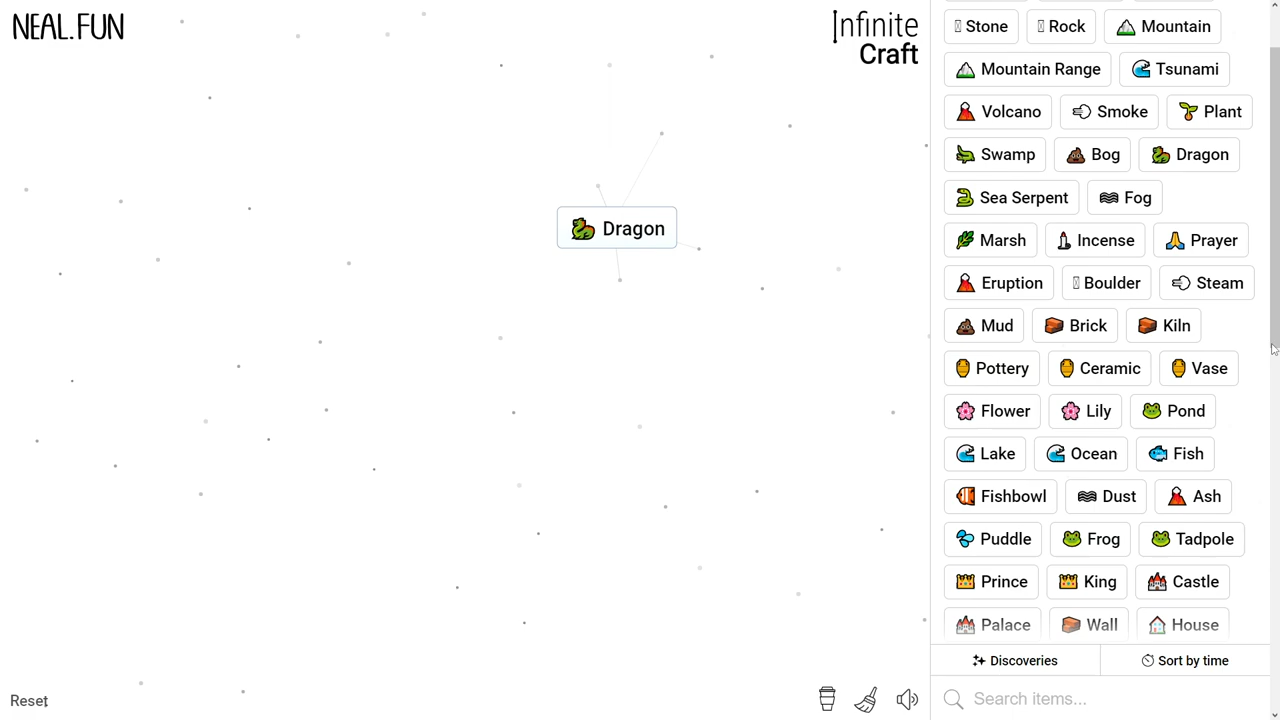 NEAL.FUN
Infinite
Craft
Dragon
Stone Rock Mountain
Mountain Range Tsunami
Volcano Smoke Plant
Swamp Bog Dragon
Sea Serpent Fog
Marsh Incense Prayer
Eruption Boulder Steam
Mud Brick Kiln
Pottery Ceramic Vase
Flower Lily Pond
Lake Ocean Fish
Fishbowl Dust Ash
Puddle Frog Tadpole
Prince King Castle
Palace Wall House
Discoveries Sort by time
Search items...
Reset